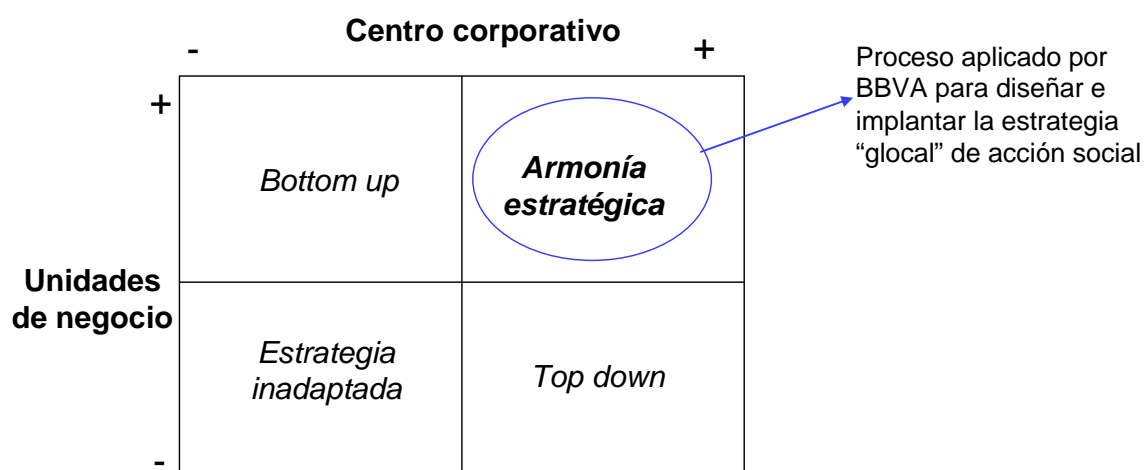 Centro corporativo
-
+
Proceso aplicado por
BBVA para diseñar e
implantar la estrategia
“glocal” de acción social
+
Bottom up
Armonía
estratégica
Unidades
de negocio
Estrategia
inadaptada
Top down
-